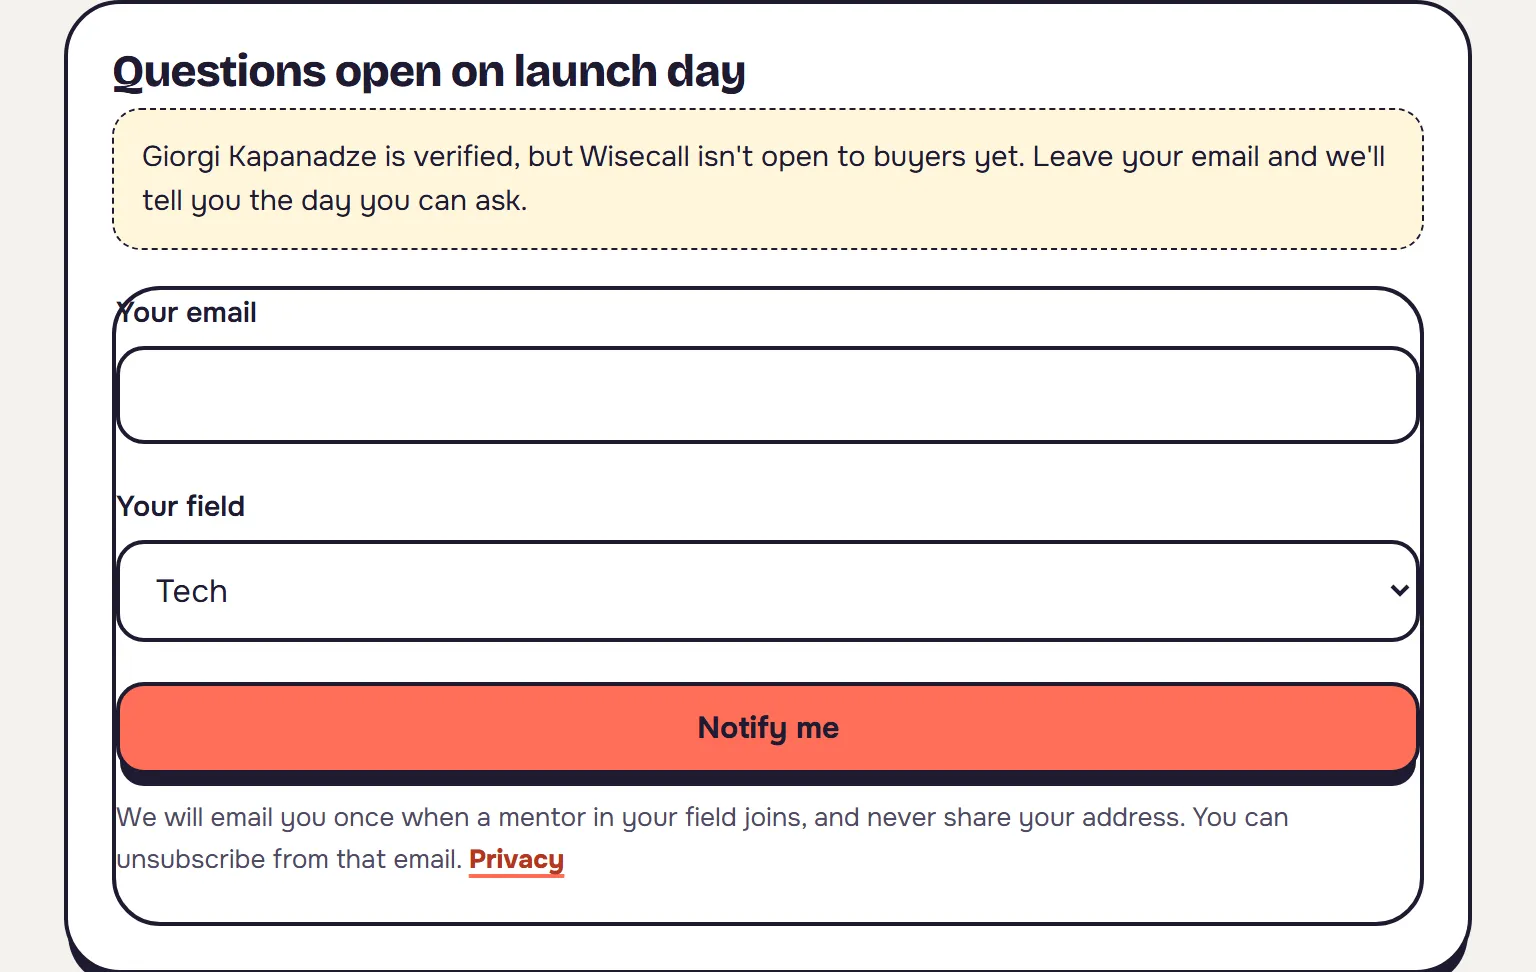 Questions open on launch day
Giorgi Kapanadze is verified, but Wisecall isn't open to buyers yet. Leave your email and we'll
tell you the day you can ask.
Your email
Your field
Tech
Notify me
We will email you once when a mentor in your field joins, and never share your address. You can
unsubscribe from that email. Privacy